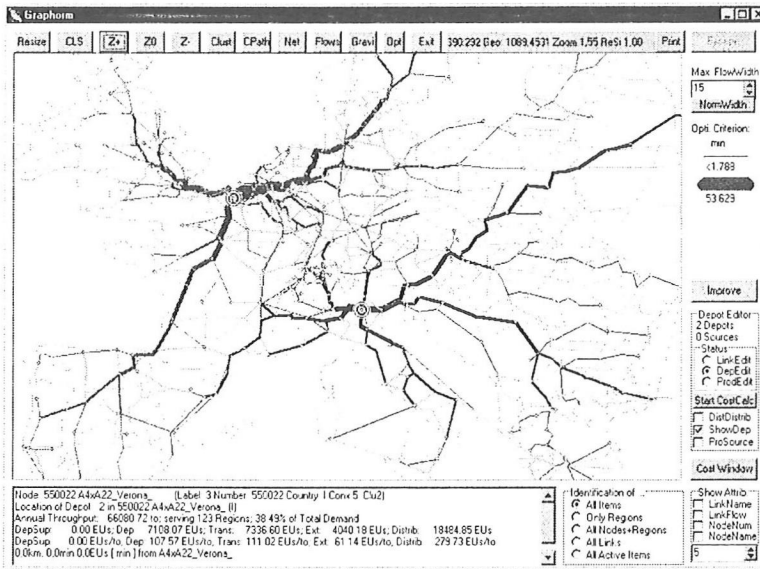 Graphorm
Resize CLS Z+ Z0 Z- Clust CPath Net Flows Gravi Opt Exit 390.292 Geo: 1089.4531 Zoom 1,55 ReSi 1,00 Print
Max. FlowWidth
15
NormWidth
Opti. Criterion:
min
<1.788
53.629
Improve
Depot Editor
2 Depots
0 Sources
Status
LinkEdit
DepEdit
ProdEdit
Start CostCalc
DistDistrib
ShowDep
ProSource
Cost Window
Node 550022 A4xA22_Verona_ (Label 3 Number 550022 Country I Conx 5 Clu2)
Location of Depot 2 in 550022 A4xA22_Verona_ (I)
Annual Throughput: 66080.72 to; serving 123 Regions; 38.49% of Total Demand
DepSup: 0.00 EUs; Dep 7108.07 EUs; Trans: 7336.60 EUs; Ext. 4040.18 EUs; Distrib: 18484.85 EUs
DepSup: 0.00 EUs/to, Dep 107.57 EUs/to, Trans 111.02 EUs/to, Ext 61.14 EUs/to, Distrib 279.73 EUs/to
0.0km, 0.0min 0.0EUs ( min ) from A4xA22_Verona_
Identification of ...
All Items
Only Regions
All Nodes+Regions
All Links
All Active Items
Show Attrib
LinkName
LinkFlow
NodeNum
NodeName
5